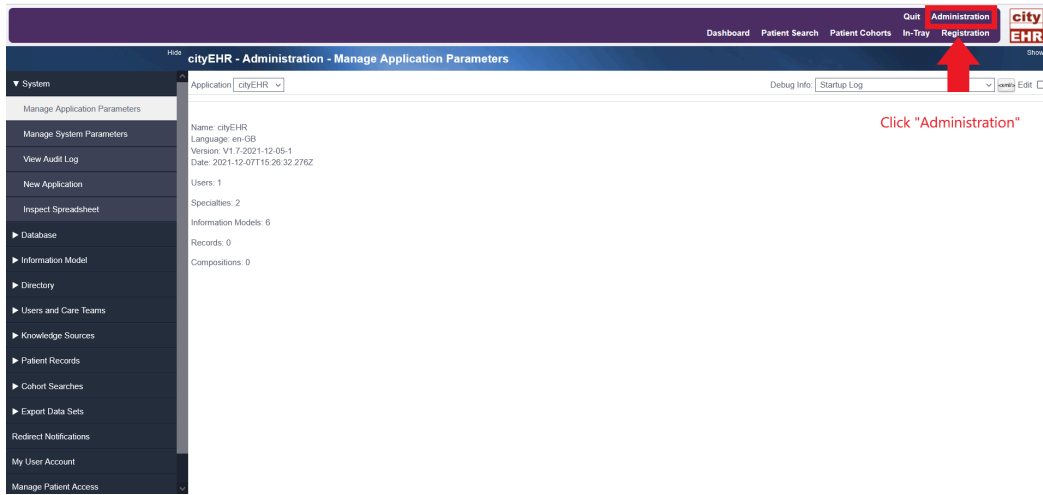 Quit Administration
city
Dashboard Patient Search Patient Cohorts In-Tray Registration
EHR
Hide
cityEHR - Administration - Manage Application Parameters
Show
▼ System
Application cityEHR
Debug Info: Startup Log
<xml/> Edit
Manage Application Parameters
Click "Administration"
Name: cityEHR
Manage System Parameters
Language: en-GB
Version: V1.7-2021-12-05-1
View Audit Log
Date: 2021-12-07T15:26:32.276Z
New Application
Users: 1
Specialties: 2
Inspect Spreadsheet
Information Models: 6
▶ Database
Records: 0
▶ Information Model
Compositions: 0
▶ Directory
▶ Users and Care Teams
▶ Knowledge Sources
▶ Patient Records
▶ Cohort Searches
▶ Export Data Sets
Redirect Notifications
My User Account
Manage Patient Access